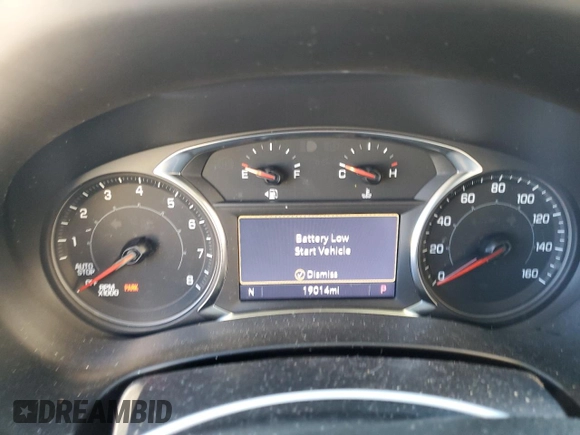 1 2 3 4 5 6 7 8
AUTO
STOP
OFF
RPM
X1000
PARK
E F
C H
Battery Low
Start Vehicle
Dismiss
N 19014mi P
0 20 40 60 80 100 120 140 160
DREAMBID